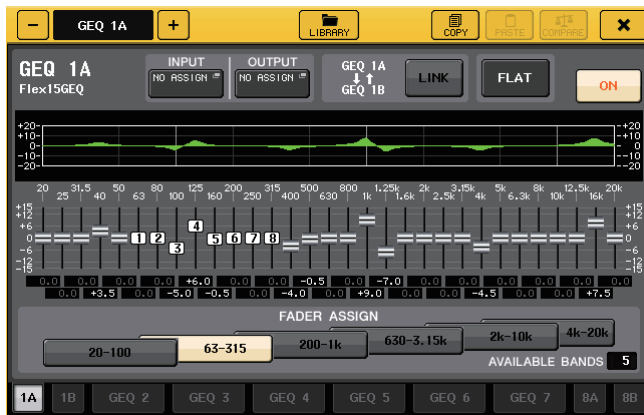 − GEQ 1A + LIBRARY COPY PASTE COMPARE ×
GEQ 1A
Flex15GEQ
INPUT
NO ASSIGN
OUTPUT
NO ASSIGN
GEQ 1A
GEQ 1B
LINK
FLAT
ON
+20 +20
+10 +10
0 0
-10 -10
-20 -20
20 31.5 50 80 125 200 315 500 800 1.25k 2k 3.15k 5k 8k 12.5k 20k
25 40 63 100 160 250 400 630 1k 1.6k 2.5k 4k 6.3k 10k 16k
+15 +15
+12 +12
+6 +6
0 1 2 3 4 5 6 7 8 0
-6 -6
-12 -12
-15 -15
0.0 0.0 0.0 0.0 +6.0 0.0 0.0 -0.5 0.0 -7.0 0.0 0.0 0.0 0.0 0.0 0.0
0.0 +3.5 0.0 -5.0 -0.5 0.0 -4.0 0.0 +9.0 0.0 0.0 -4.5 0.0 0.0 +7.5
FADER ASSIGN
20-100 63-315 200-1k 630-3.15k 2k-10k 4k-20k
AVAILABLE BANDS 5
1A 1B GEQ 2 GEQ 3 GEQ 4 GEQ 5 GEQ 6 GEQ 7 8A 8B